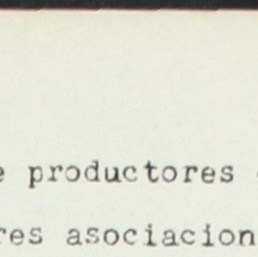 e productores
res asociacion